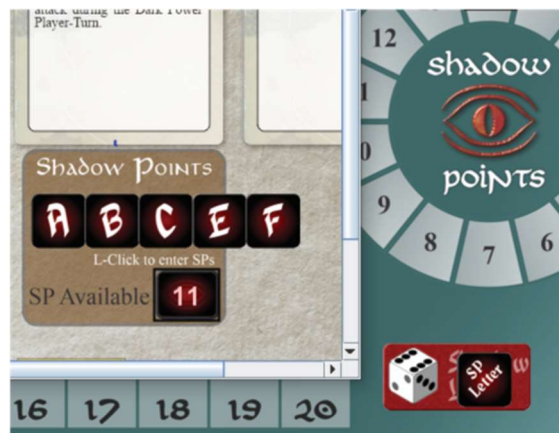 attack during the Dark Power
Player-Turn.
Shadow Points
A B C E F
L-Click to enter SPs
SP Available 11
16 17 18 19 20
12
9
8
7
6
shadow
points
SP
Letter